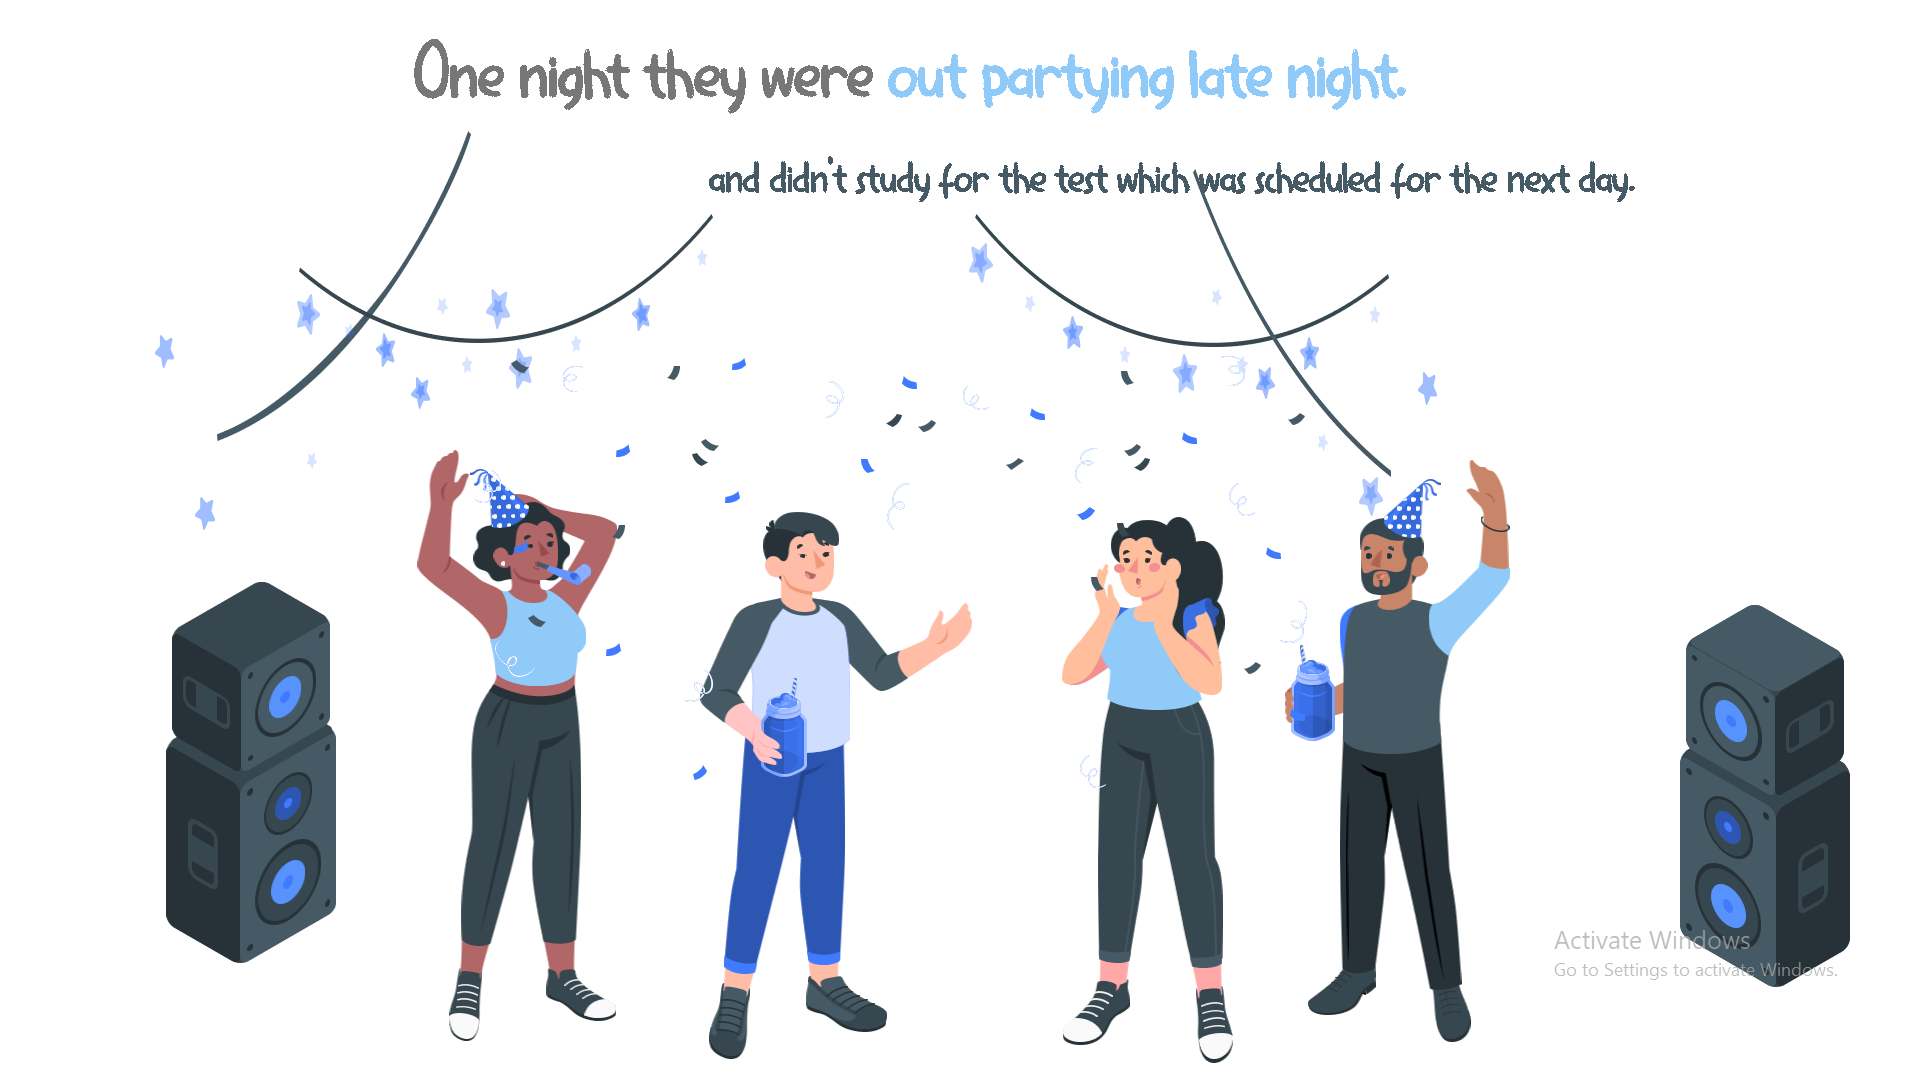 One night they were out partying late night.
and didn't study for the test which was scheduled for the next day.
Activate Windows
Go to Settings to activate Windows.